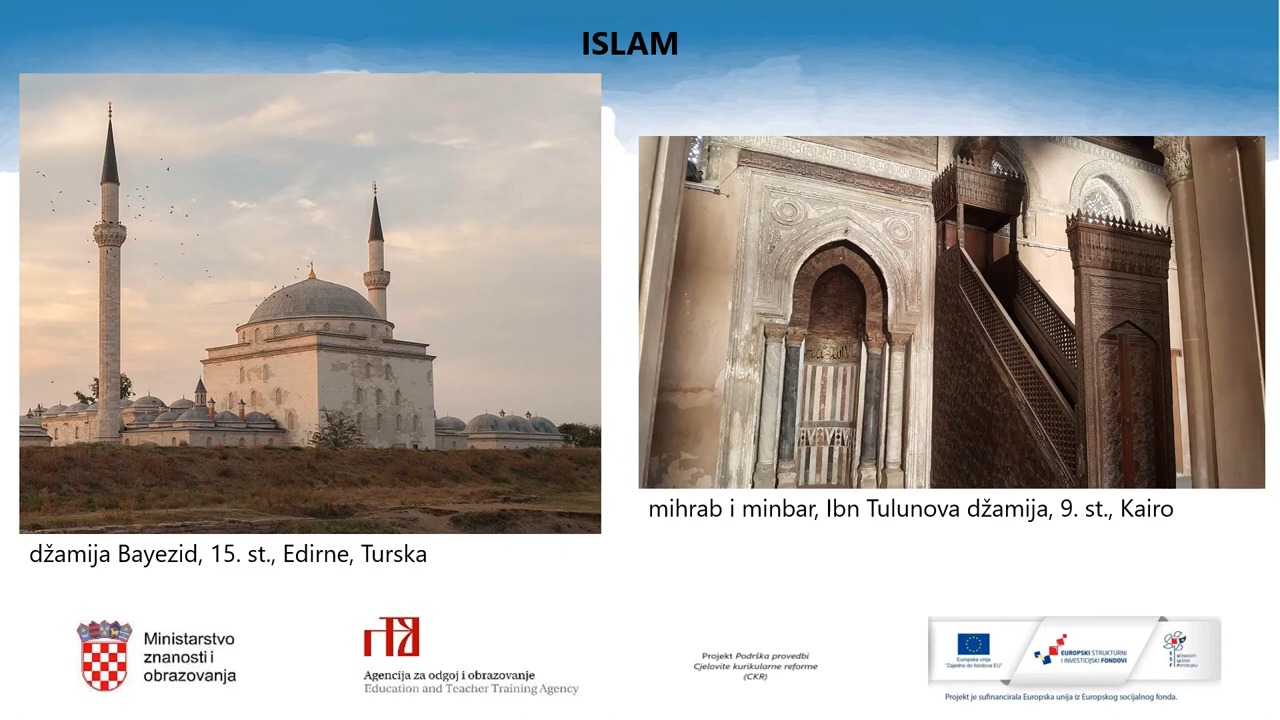 ISLAM
džamija Bayezid, 15. st., Edirne, Turska
mihrab i minbar, Ibn Tulunova džamija, 9. st., Kairo
Ministarstvo
znanosti i
obrazovanja
Agencija za odgoj i obrazovanje
Education and Teacher Training Agency
Projekt Podrška provedbi
Cjelovite kurikularne reforme
(CKR)
Europska unija
"Zajedno do fondova EU"
EUROPSKI STRUKTURNI
I INVESTICIJSKI FONDOVI
Projekt je sufinancirala Europska unija iz Europskog socijalnog fonda.